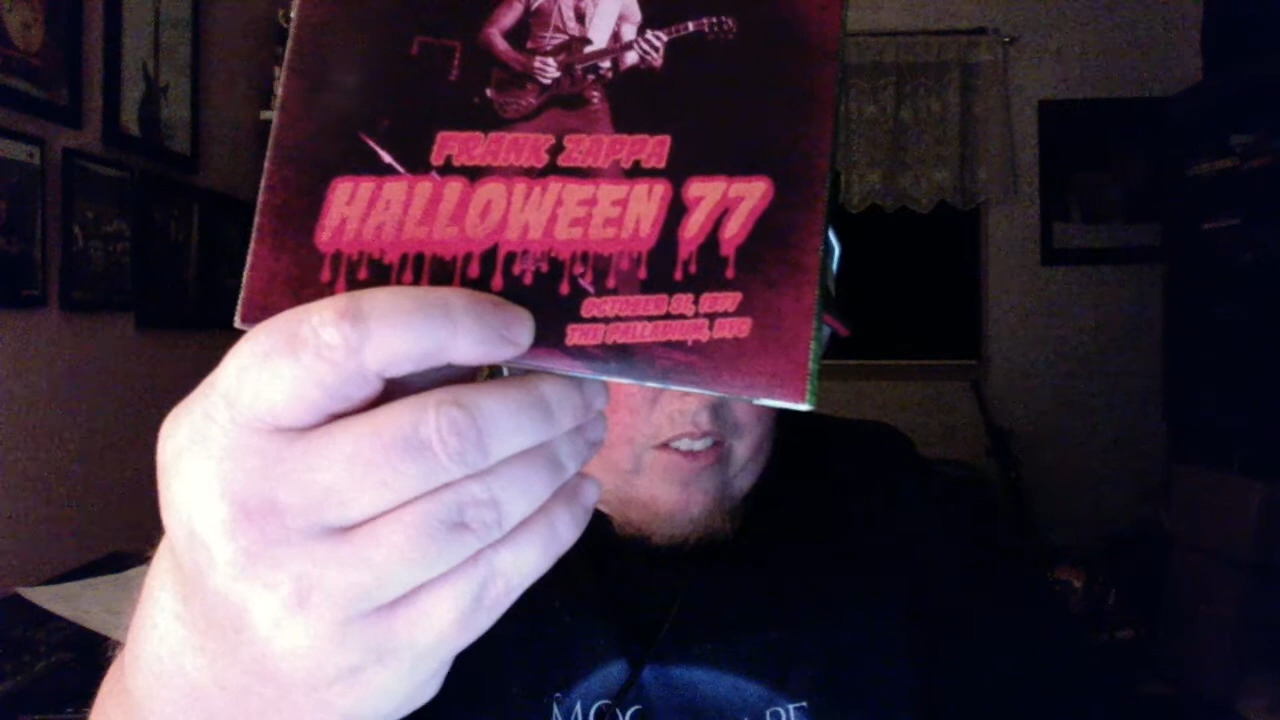 FRANK ZAPPA
HALLOWEEN 77
OCTOBER 31, 1977
THE PALLADIUM, NYC